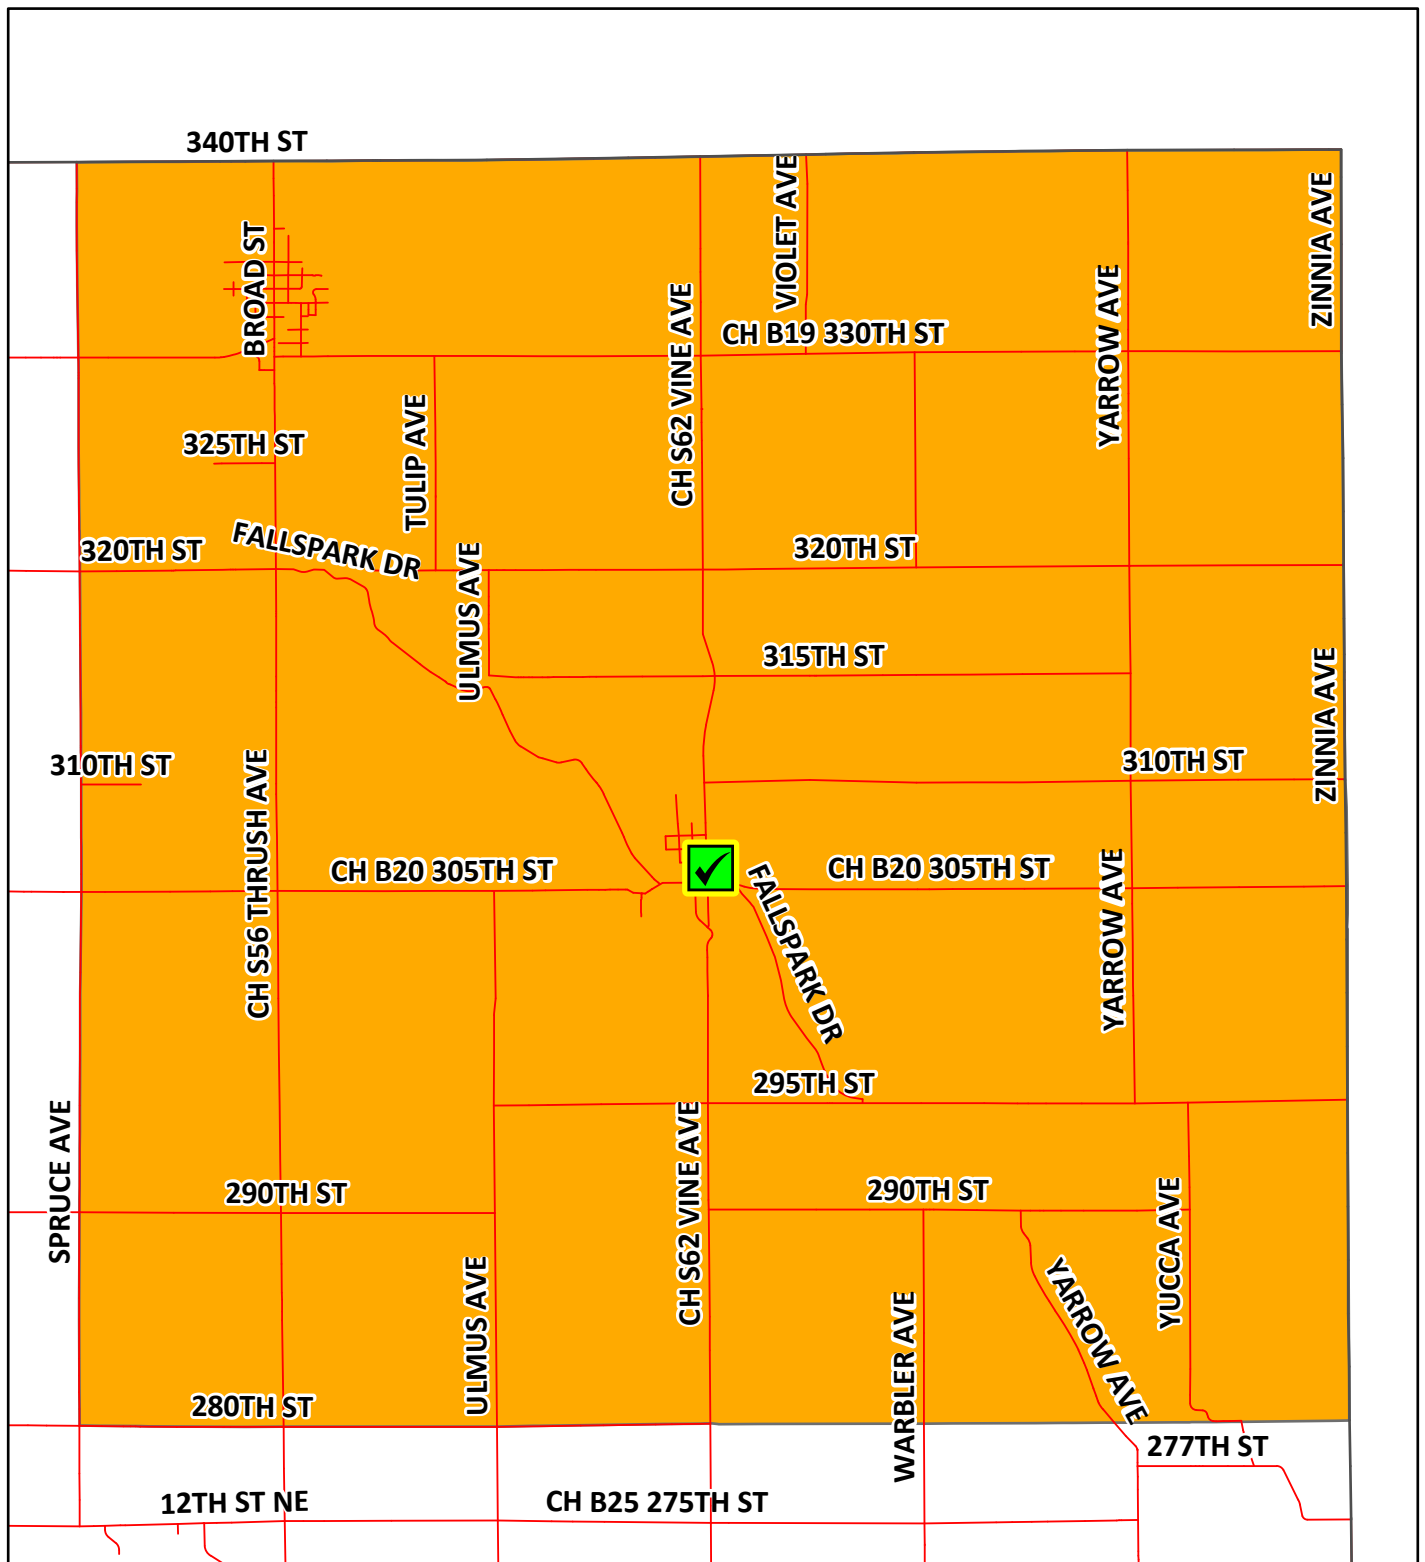 340TH ST
VIOLET AVE
ZINNIA AVE
BROAD ST
YARROW AVE
CH S62 VINE AVE
CH B19 330TH ST
TULIP AVE
325TH ST
FALLSPARK DR
320TH ST
320TH ST
ULMUS AVE
315TH ST
ZINNIA AVE
310TH ST
310TH ST
CH S56 THRUSH AVE
CH B20 305TH ST
CH B20 305TH ST
FALLSPARK DR
YARROW AVE
295TH ST
SPRUCE AVE
CH S62 VINE AVE
290TH ST
290TH ST
YUCCA AVE
ULMUS AVE
YARROW AVE
WARBLER AVE
280TH ST
277TH ST
12TH ST NE
CH B25 275TH ST